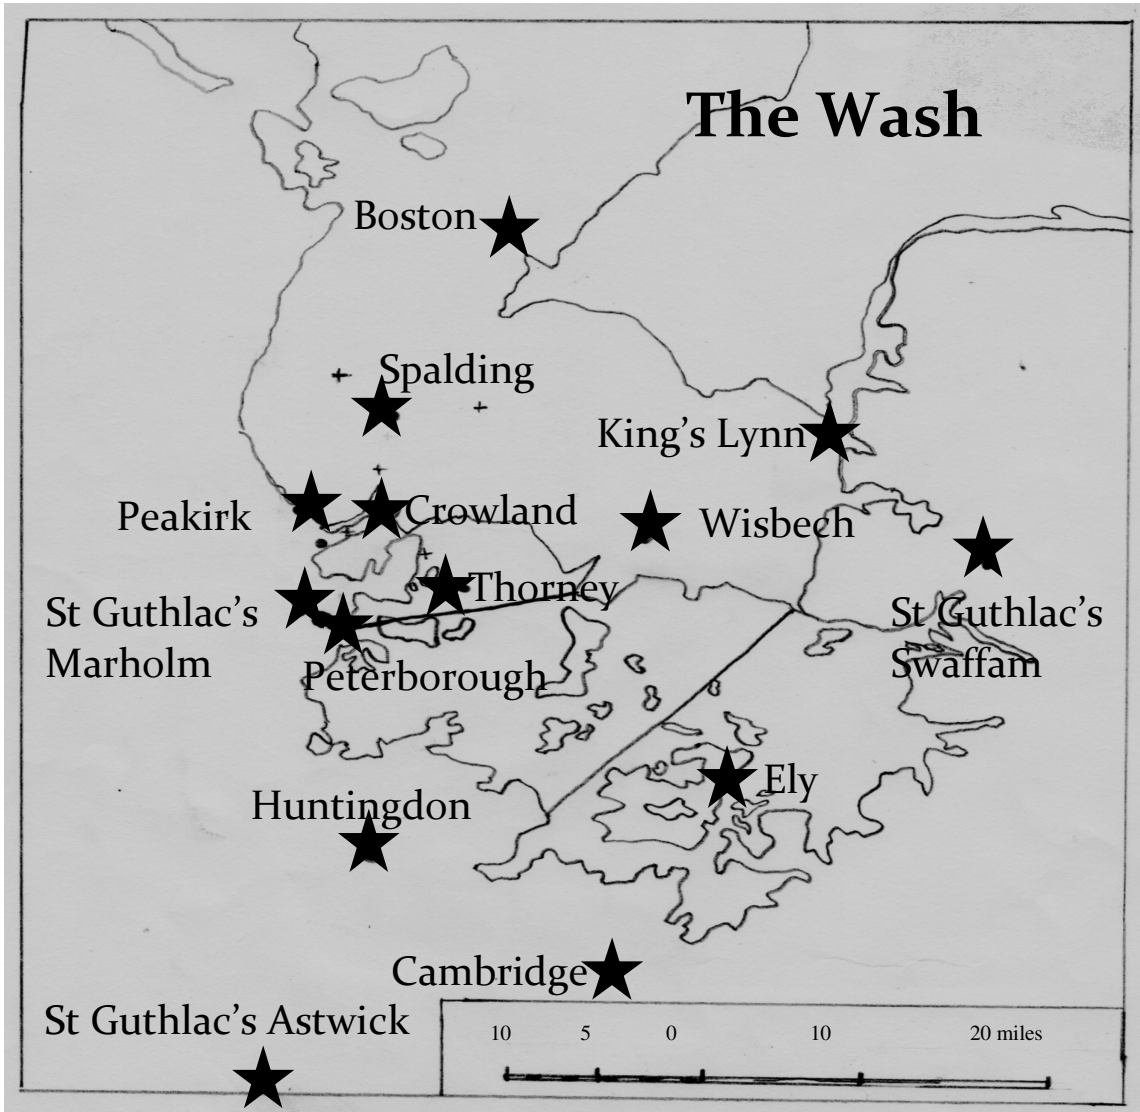 The Wash
Boston
Spalding
King’s Lynn
Peakirk
Crowland
Wisbech
Thorney
St Guthlac’s
Marholm
St Guthlac’s
Swaffam
Peterborough
Ely
Huntingdon
Cambridge
St Guthlac’s Astwick
10 5 0 10 20 miles